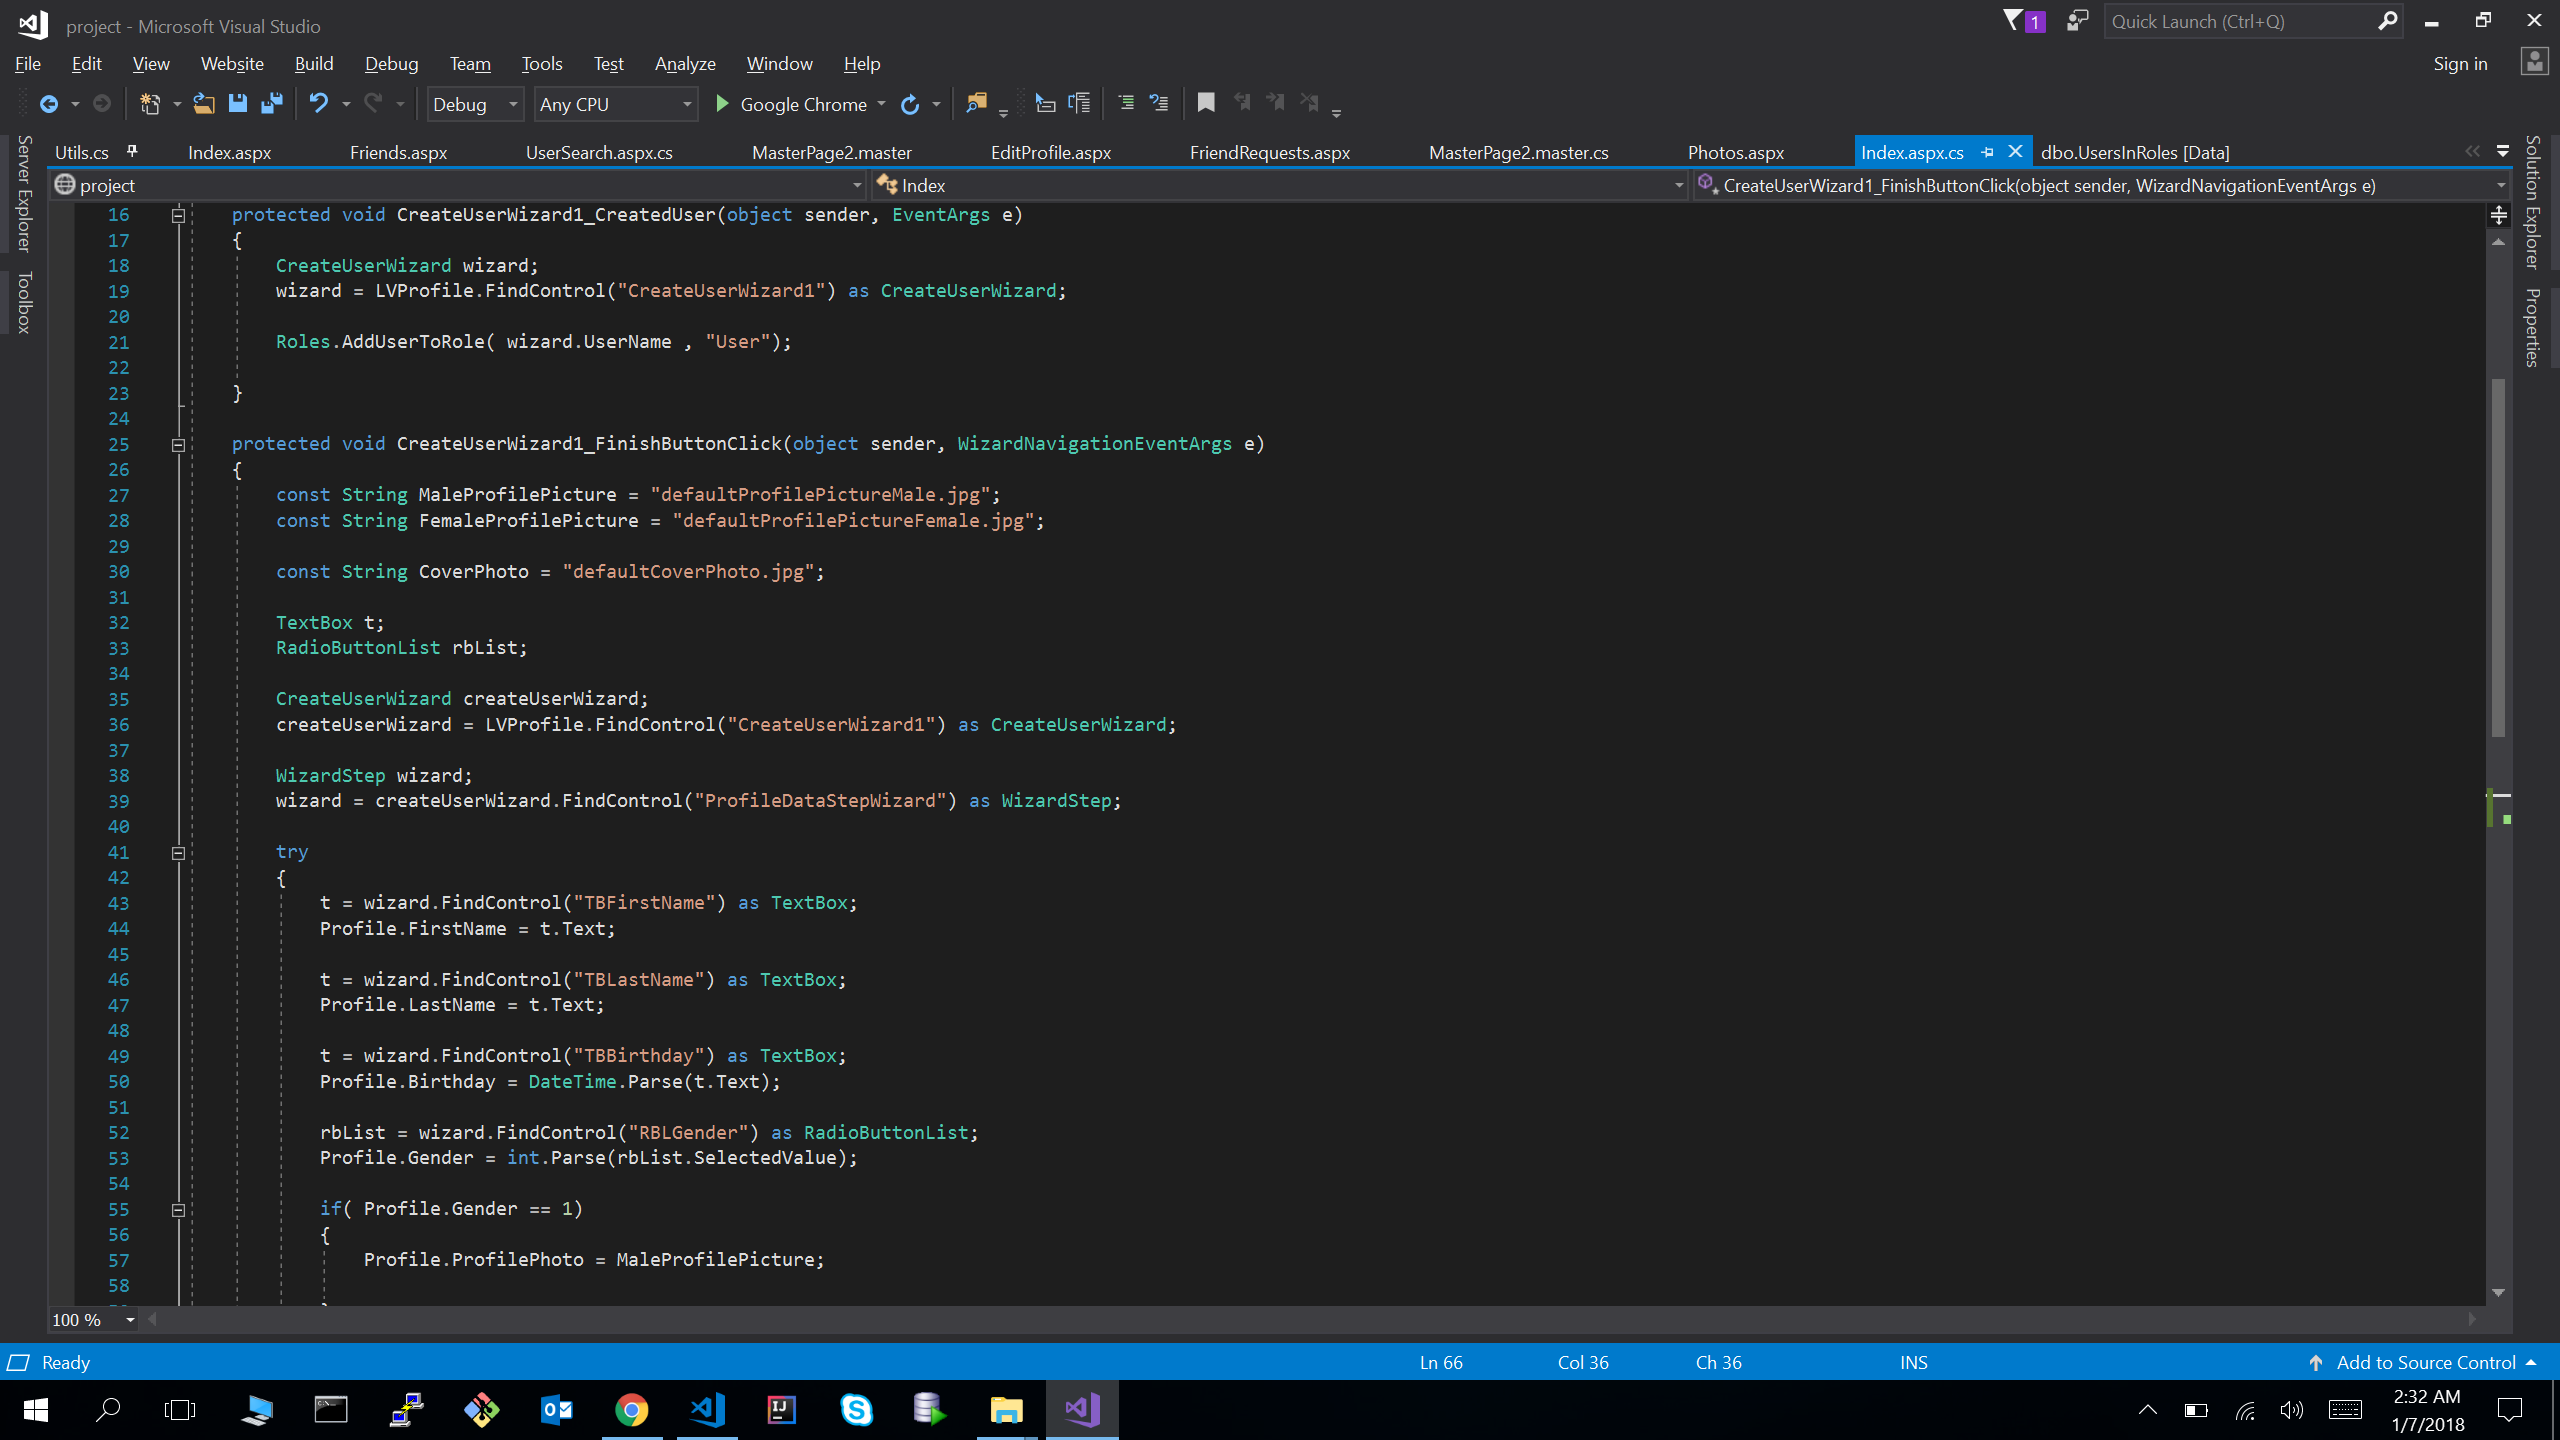 project - Microsoft Visual Studio
1
Quick Launch (Ctrl+Q)
File Edit View Website Build Debug Team Tools Test Analyze Window Help
Sign in
Debug Any CPU Google Chrome
Server Explorer
Toolbox
Utils.cs Index.aspx Friends.aspx UserSearch.aspx.cs MasterPage2.master EditProfile.aspx FriendRequests.aspx MasterPage2.master.cs Photos.aspx Index.aspx.cs dbo.UsersInRoles [Data]
Solution Explorer
Properties
project Index CreateUserWizard1_FinishButtonClick(object sender, WizardNavigationEventArgs e)
16 protected void CreateUserWizard1_CreatedUser(object sender, EventArgs e)
17 {
18 CreateUserWizard wizard;
19 wizard = LVProfile.FindControl("CreateUserWizard1") as CreateUserWizard;
20
21 Roles.AddUserToRole( wizard.UserName , "User");
22
23 }
24
25 protected void CreateUserWizard1_FinishButtonClick(object sender, WizardNavigationEventArgs e)
26 {
27 const String MaleProfilePicture = "defaultProfilePictureMale.jpg";
28 const String FemaleProfilePicture = "defaultProfilePictureFemale.jpg";
29
30 const String CoverPhoto = "defaultCoverPhoto.jpg";
31
32 TextBox t;
33 RadioButtonList rbList;
34
35 CreateUserWizard createUserWizard;
36 createUserWizard = LVProfile.FindControl("CreateUserWizard1") as CreateUserWizard;
37
38 WizardStep wizard;
39 wizard = createUserWizard.FindControl("ProfileDataStepWizard") as WizardStep;
40
41 try
42 {
43 t = wizard.FindControl("TBFirstName") as TextBox;
44 Profile.FirstName = t.Text;
45
46 t = wizard.FindControl("TBLastName") as TextBox;
47 Profile.LastName = t.Text;
48
49 t = wizard.FindControl("TBBirthday") as TextBox;
50 Profile.Birthday = DateTime.Parse(t.Text);
51
52 rbList = wizard.FindControl("RBLGender") as RadioButtonList;
53 Profile.Gender = int.Parse(rbList.SelectedValue);
54
55 if( Profile.Gender == 1)
56 {
57 Profile.ProfilePhoto = MaleProfilePicture;
58
100 %
Ready Ln 66 Col 36 Ch 36 INS Add to Source Control
2:32 AM
1/7/2018